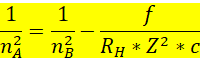 1/n_A^2 = 1/n_B^2 − f/(R_H * Z^2 * c)